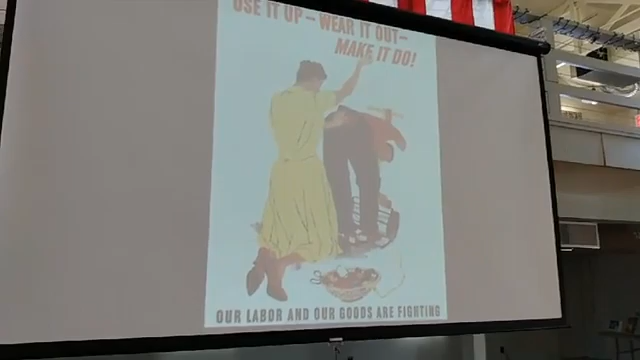 USE IT UP – WEAR IT OUT –
MAKE IT DO!
OUR LABOR AND OUR GOODS ARE FIGHTING